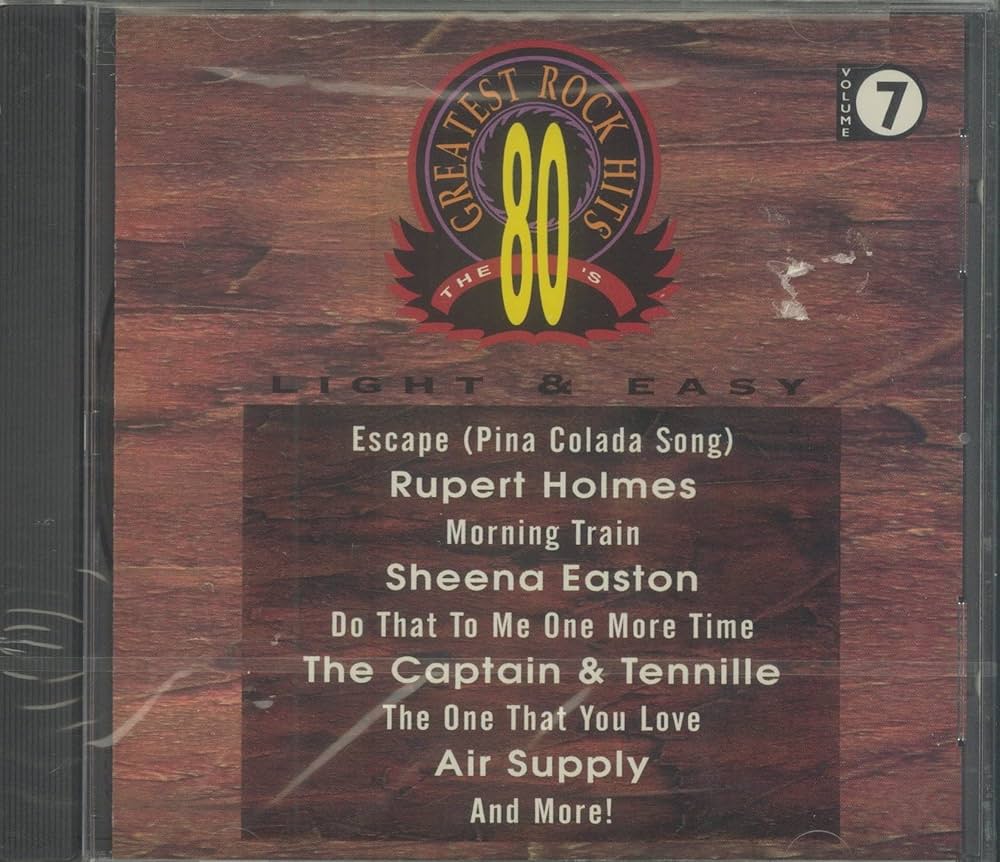 GREATEST ROCK HITS
THE 80'S
VOLUME 7
LIGHT & EASY
Escape (Pina Colada Song)
Rupert Holmes
Morning Train
Sheena Easton
Do That To Me One More Time
The Captain & Tennille
The One That You Love
Air Supply
And More!